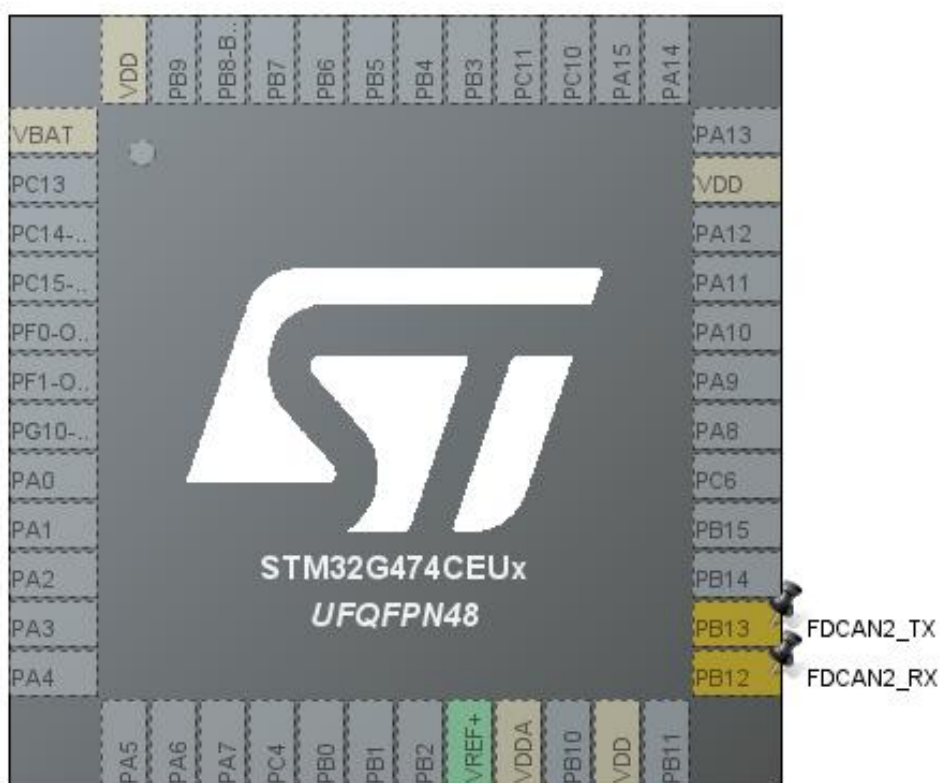 VDD
PB9
PB8-B..
PB7
PB6
PB5
PB4
PB3
PC11
PC10
PA15
PA14
VBAT
PC13
PC14-..
PC15-..
PF0-O..
PF1-O..
PG10-..
PA0
PA1
PA2
PA3
PA4
PA13
VDD
PA12
PA11
PA10
PA9
PA8
PC6
PB15
PB14
PB13 FDCAN2_TX
PB12 FDCAN2_RX
ST
STM32G474CEUx
UFQFPN48
PA5
PA6
PA7
PC4
PB0
PB1
PB2
VREF+
VDDA
PB10
VDD
PB11